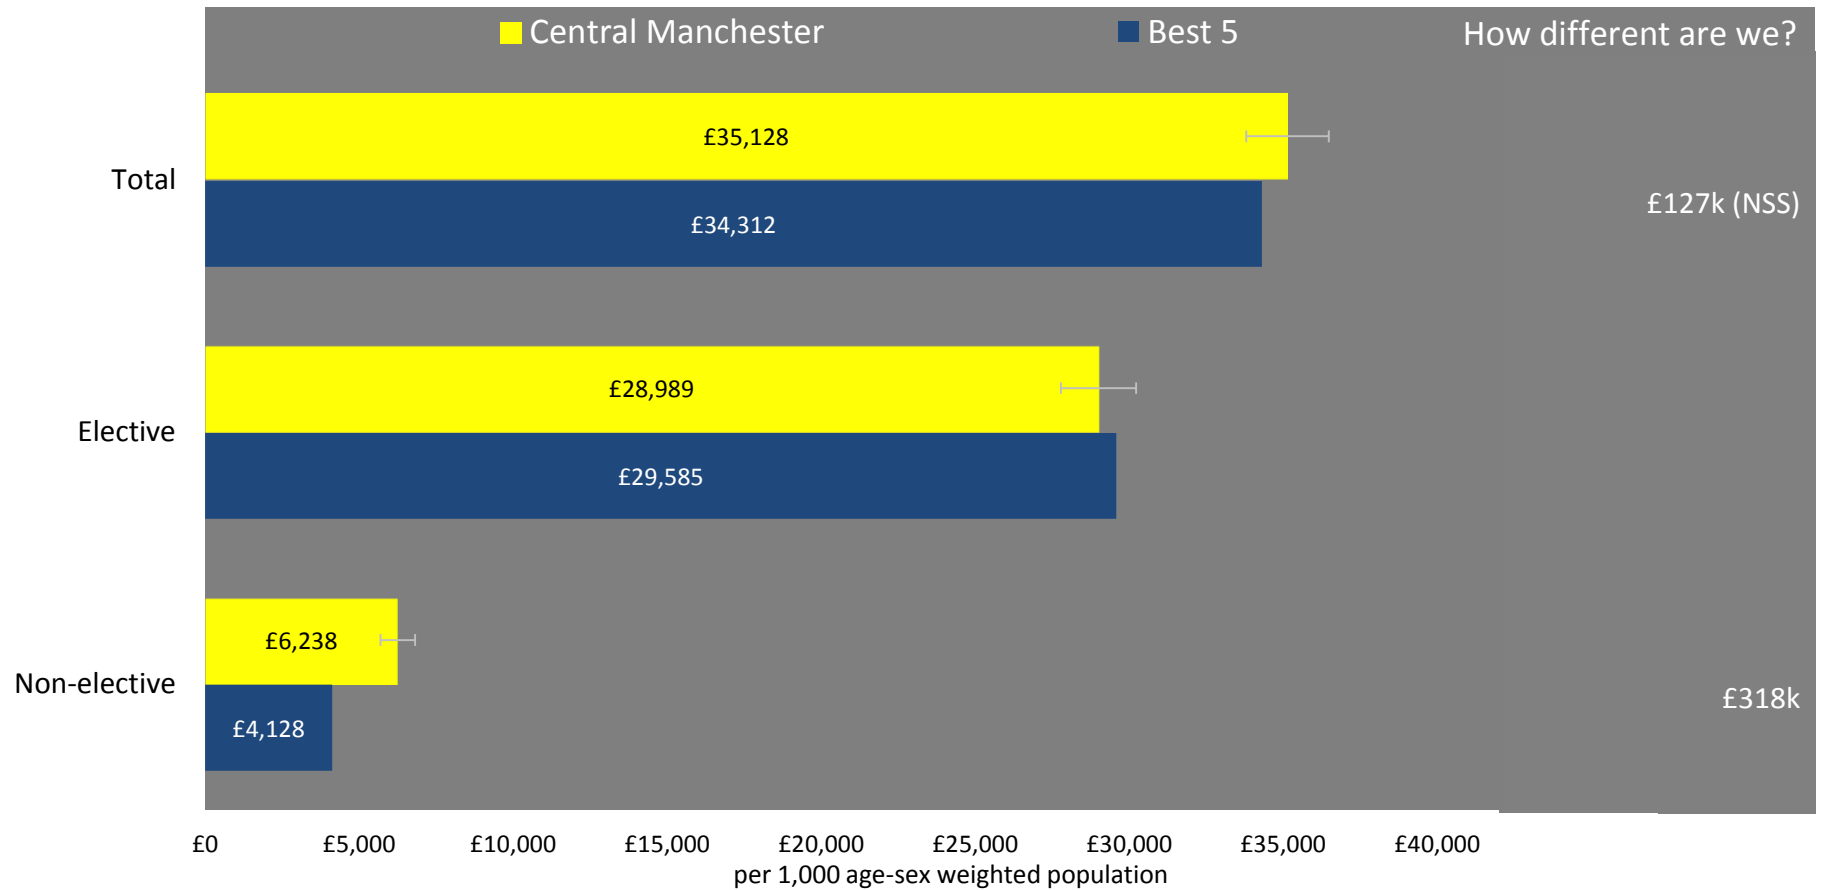 Central Manchester
Best 5
How different are we?
Total
£35,128
£34,312
£127k (NSS)
Elective
£28,989
£29,585
Non-elective
£6,238
£4,128
£318k
£0 £5,000 £10,000 £15,000 £20,000 £25,000 £30,000 £35,000 £40,000
per 1,000 age-sex weighted population